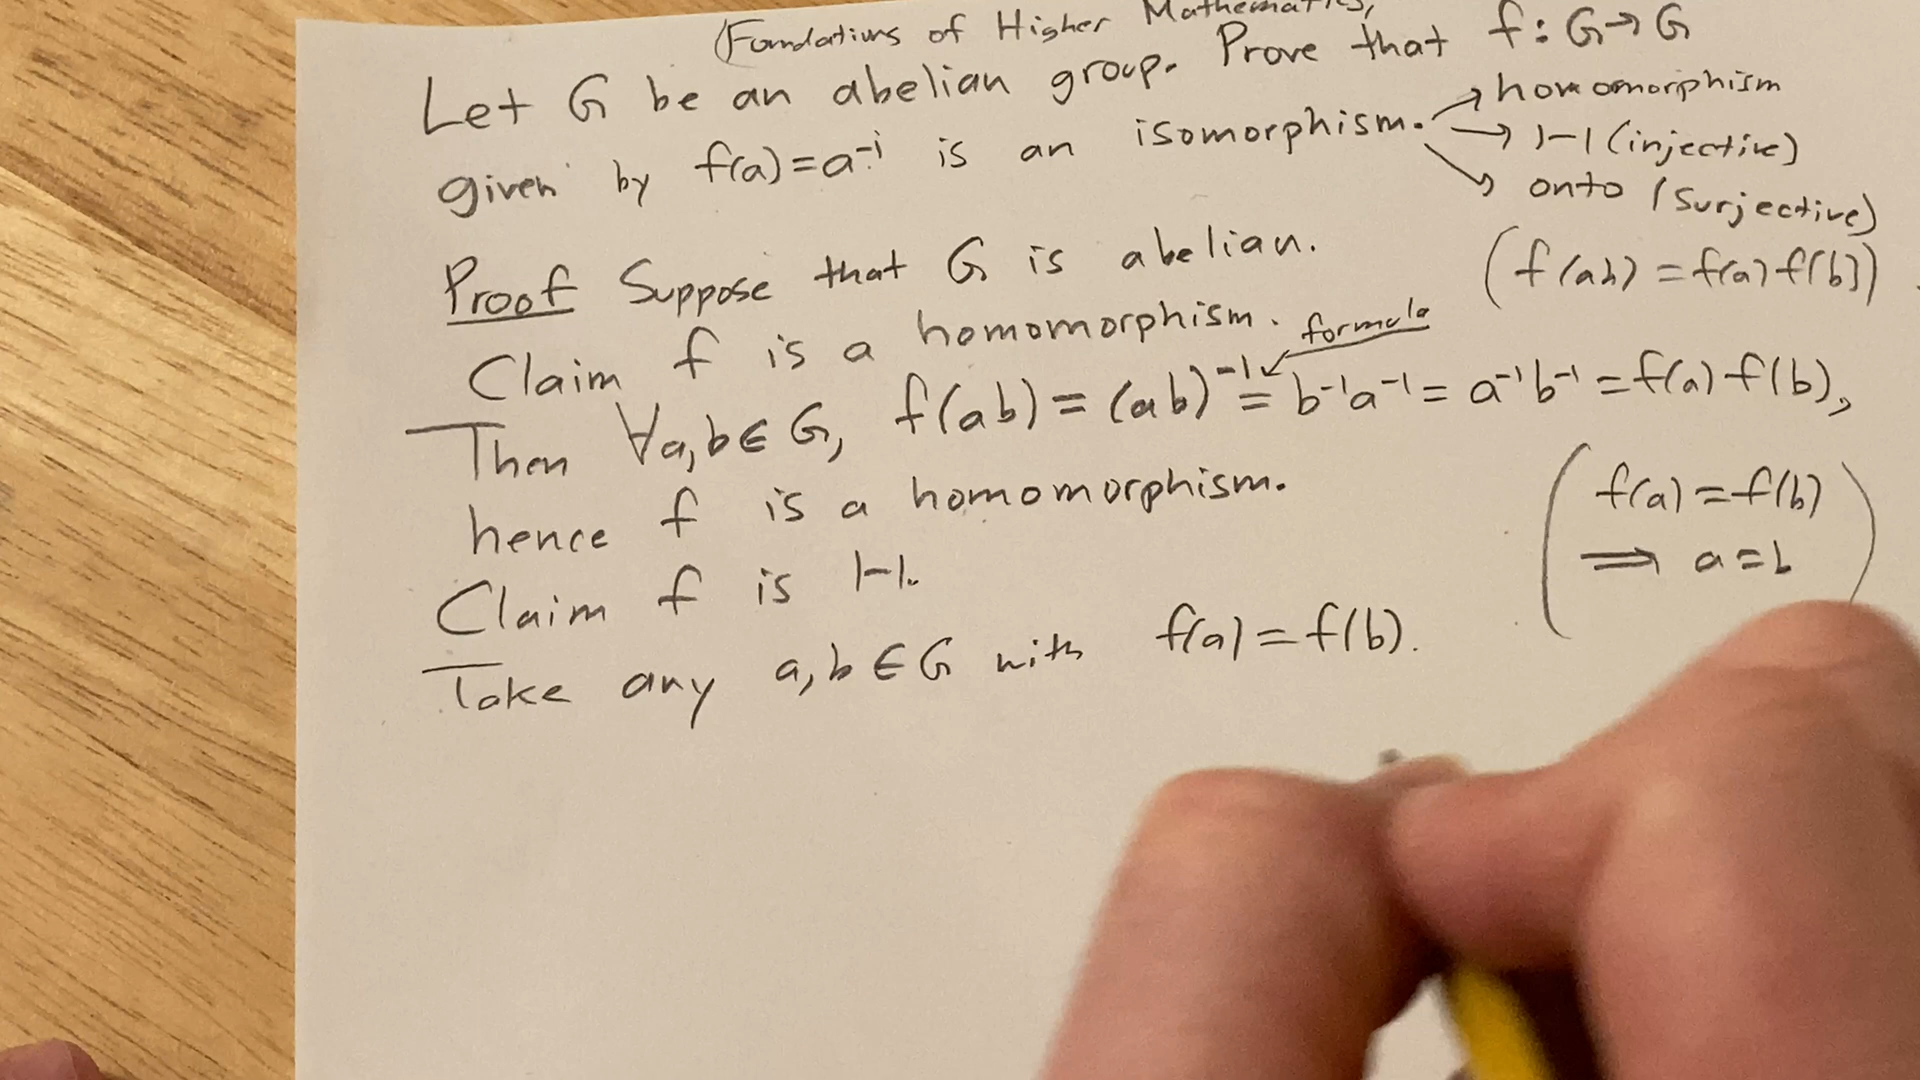 (Foundations of Higher Mathematics,
Let G be an abelian group. Prove that f: G→G
given by f(a)=a⁻¹ is an isomorphism. → homomorphism
→ 1-1 (injective)
→ onto (surjective)
Proof Suppose that G is abelian. (f(ab) = f(a) f(b))
Claim f is a homomorphism. formula
Then ∀a,b∈G, f(ab) = (ab)⁻¹ = b⁻¹a⁻¹ = a⁻¹b⁻¹ = f(a) f(b),
hence f is a homomorphism.
(f(a) = f(b)
⟹ a = b)
Claim f is 1-1.
Take any a,b ∈ G with f(a) = f(b).